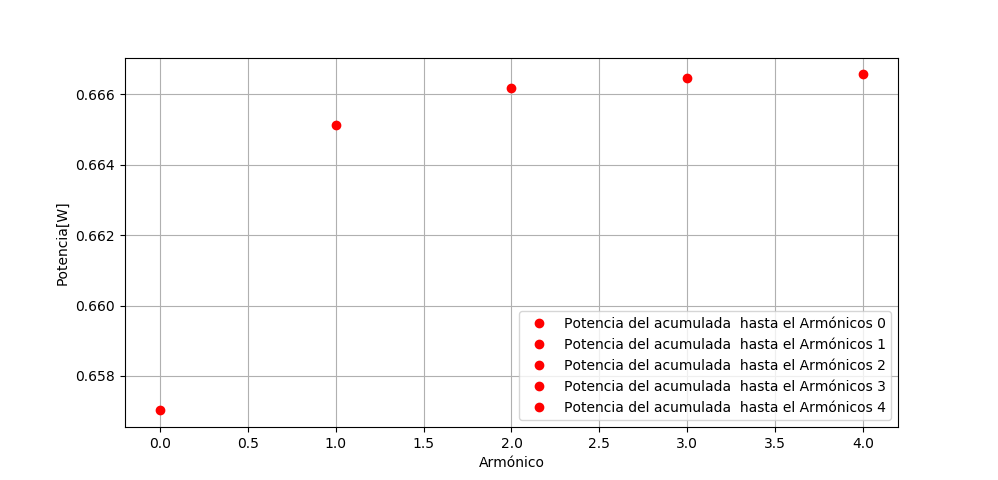 0.666
0.664
0.662
0.660
0.658
Potencia[W]
Potencia del acumulada  hasta el Armónicos 0
Potencia del acumulada  hasta el Armónicos 1
Potencia del acumulada  hasta el Armónicos 2
Potencia del acumulada  hasta el Armónicos 3
Potencia del acumulada  hasta el Armónicos 4
0.0 0.5 1.0 1.5 2.0 2.5 3.0 3.5 4.0
Armónico